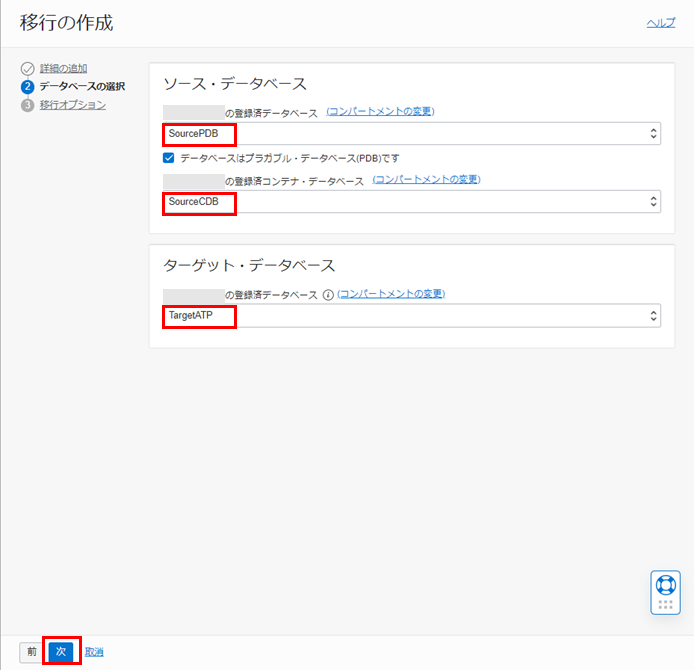 移行の作成
ヘルプ
詳細の追加
2 データベースの選択
3 移行オプション
ソース・データベース
の登録済データベース (コンパートメントの変更)
SourcePDB
データベースはプラガブル・データベース(PDB)です
の登録済コンテナ・データベース (コンパートメントの変更)
SourceCDB
ターゲット・データベース
の登録済データベース i (コンパートメントの変更)
TargetATP
前 次 取消